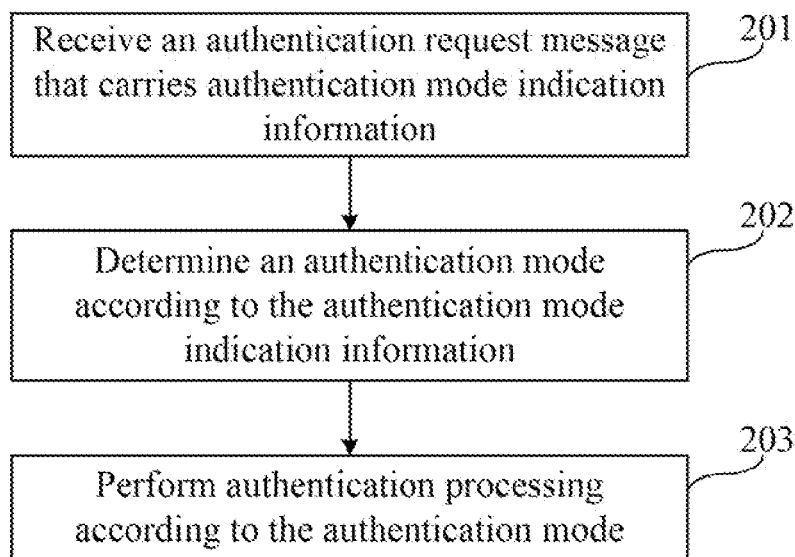 Receive an authentication request message
that carries authentication mode indication
information
201
Determine an authentication mode
according to the authentication mode
indication information
202
Perform authentication processing
according to the authentication mode
203